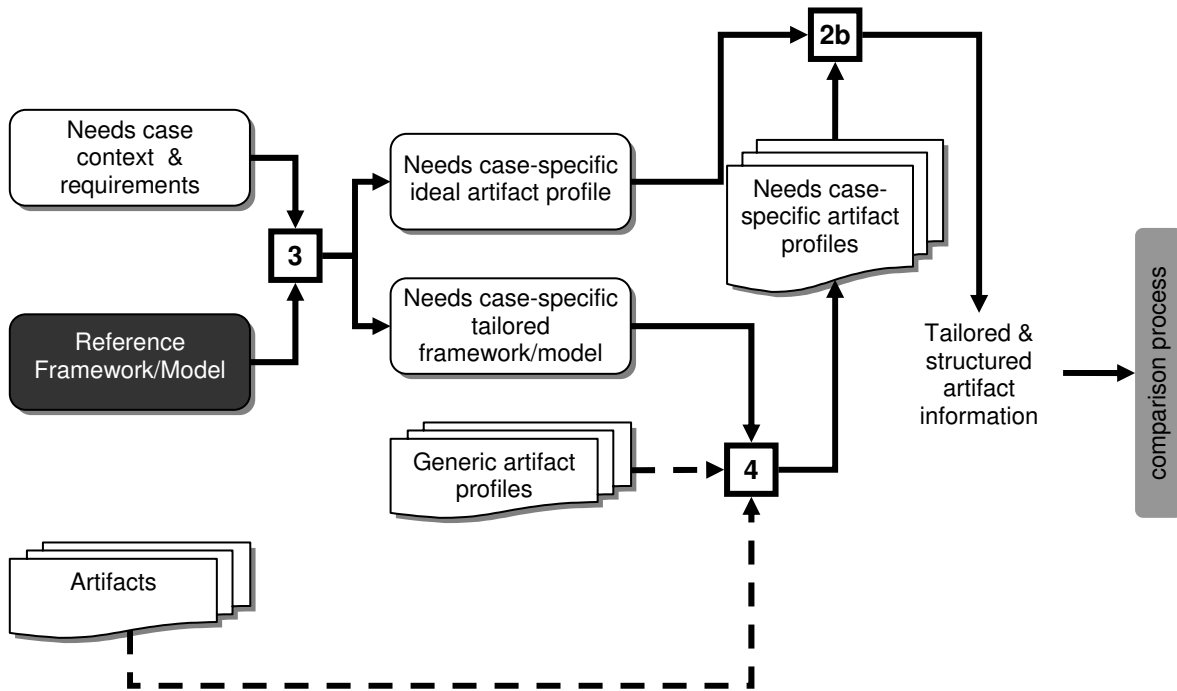 2b
Needs case
context &
requirements
Needs case-specific
ideal artifact profile
Needs case-
specific artifact
profiles
3
Reference
Framework/Model
Needs case-specific
tailored
framework/model
Tailored &
structured
artifact
information
comparison process
Generic artifact
profiles
4
Artifacts